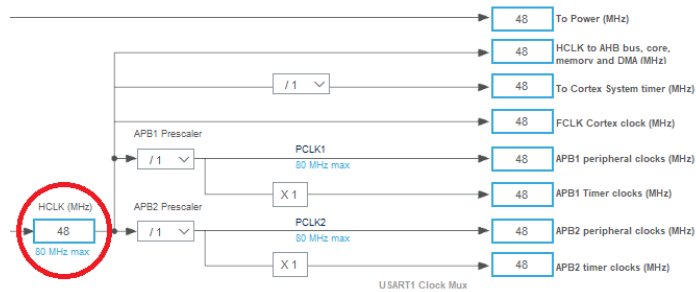 48 To Power (MHz)
48 HCLK to AHB bus, core,
memory and DMA (MHz)
/ 1 48 To Cortex System timer (MHz)
48 FCLK Cortex clock (MHz)
APB1 Prescaler
PCLK1
/ 1 48 APB1 peripheral clocks (MHz)
80 MHz max
X 1 48 APB1 Timer clocks (MHz)
HCLK (MHz)
APB2 Prescaler
PCLK2
48 / 1 48 APB2 peripheral clocks (MHz)
80 MHz max
80 MHz max
X 1 48 APB2 timer clocks (MHz)
USART1 Clock Mux